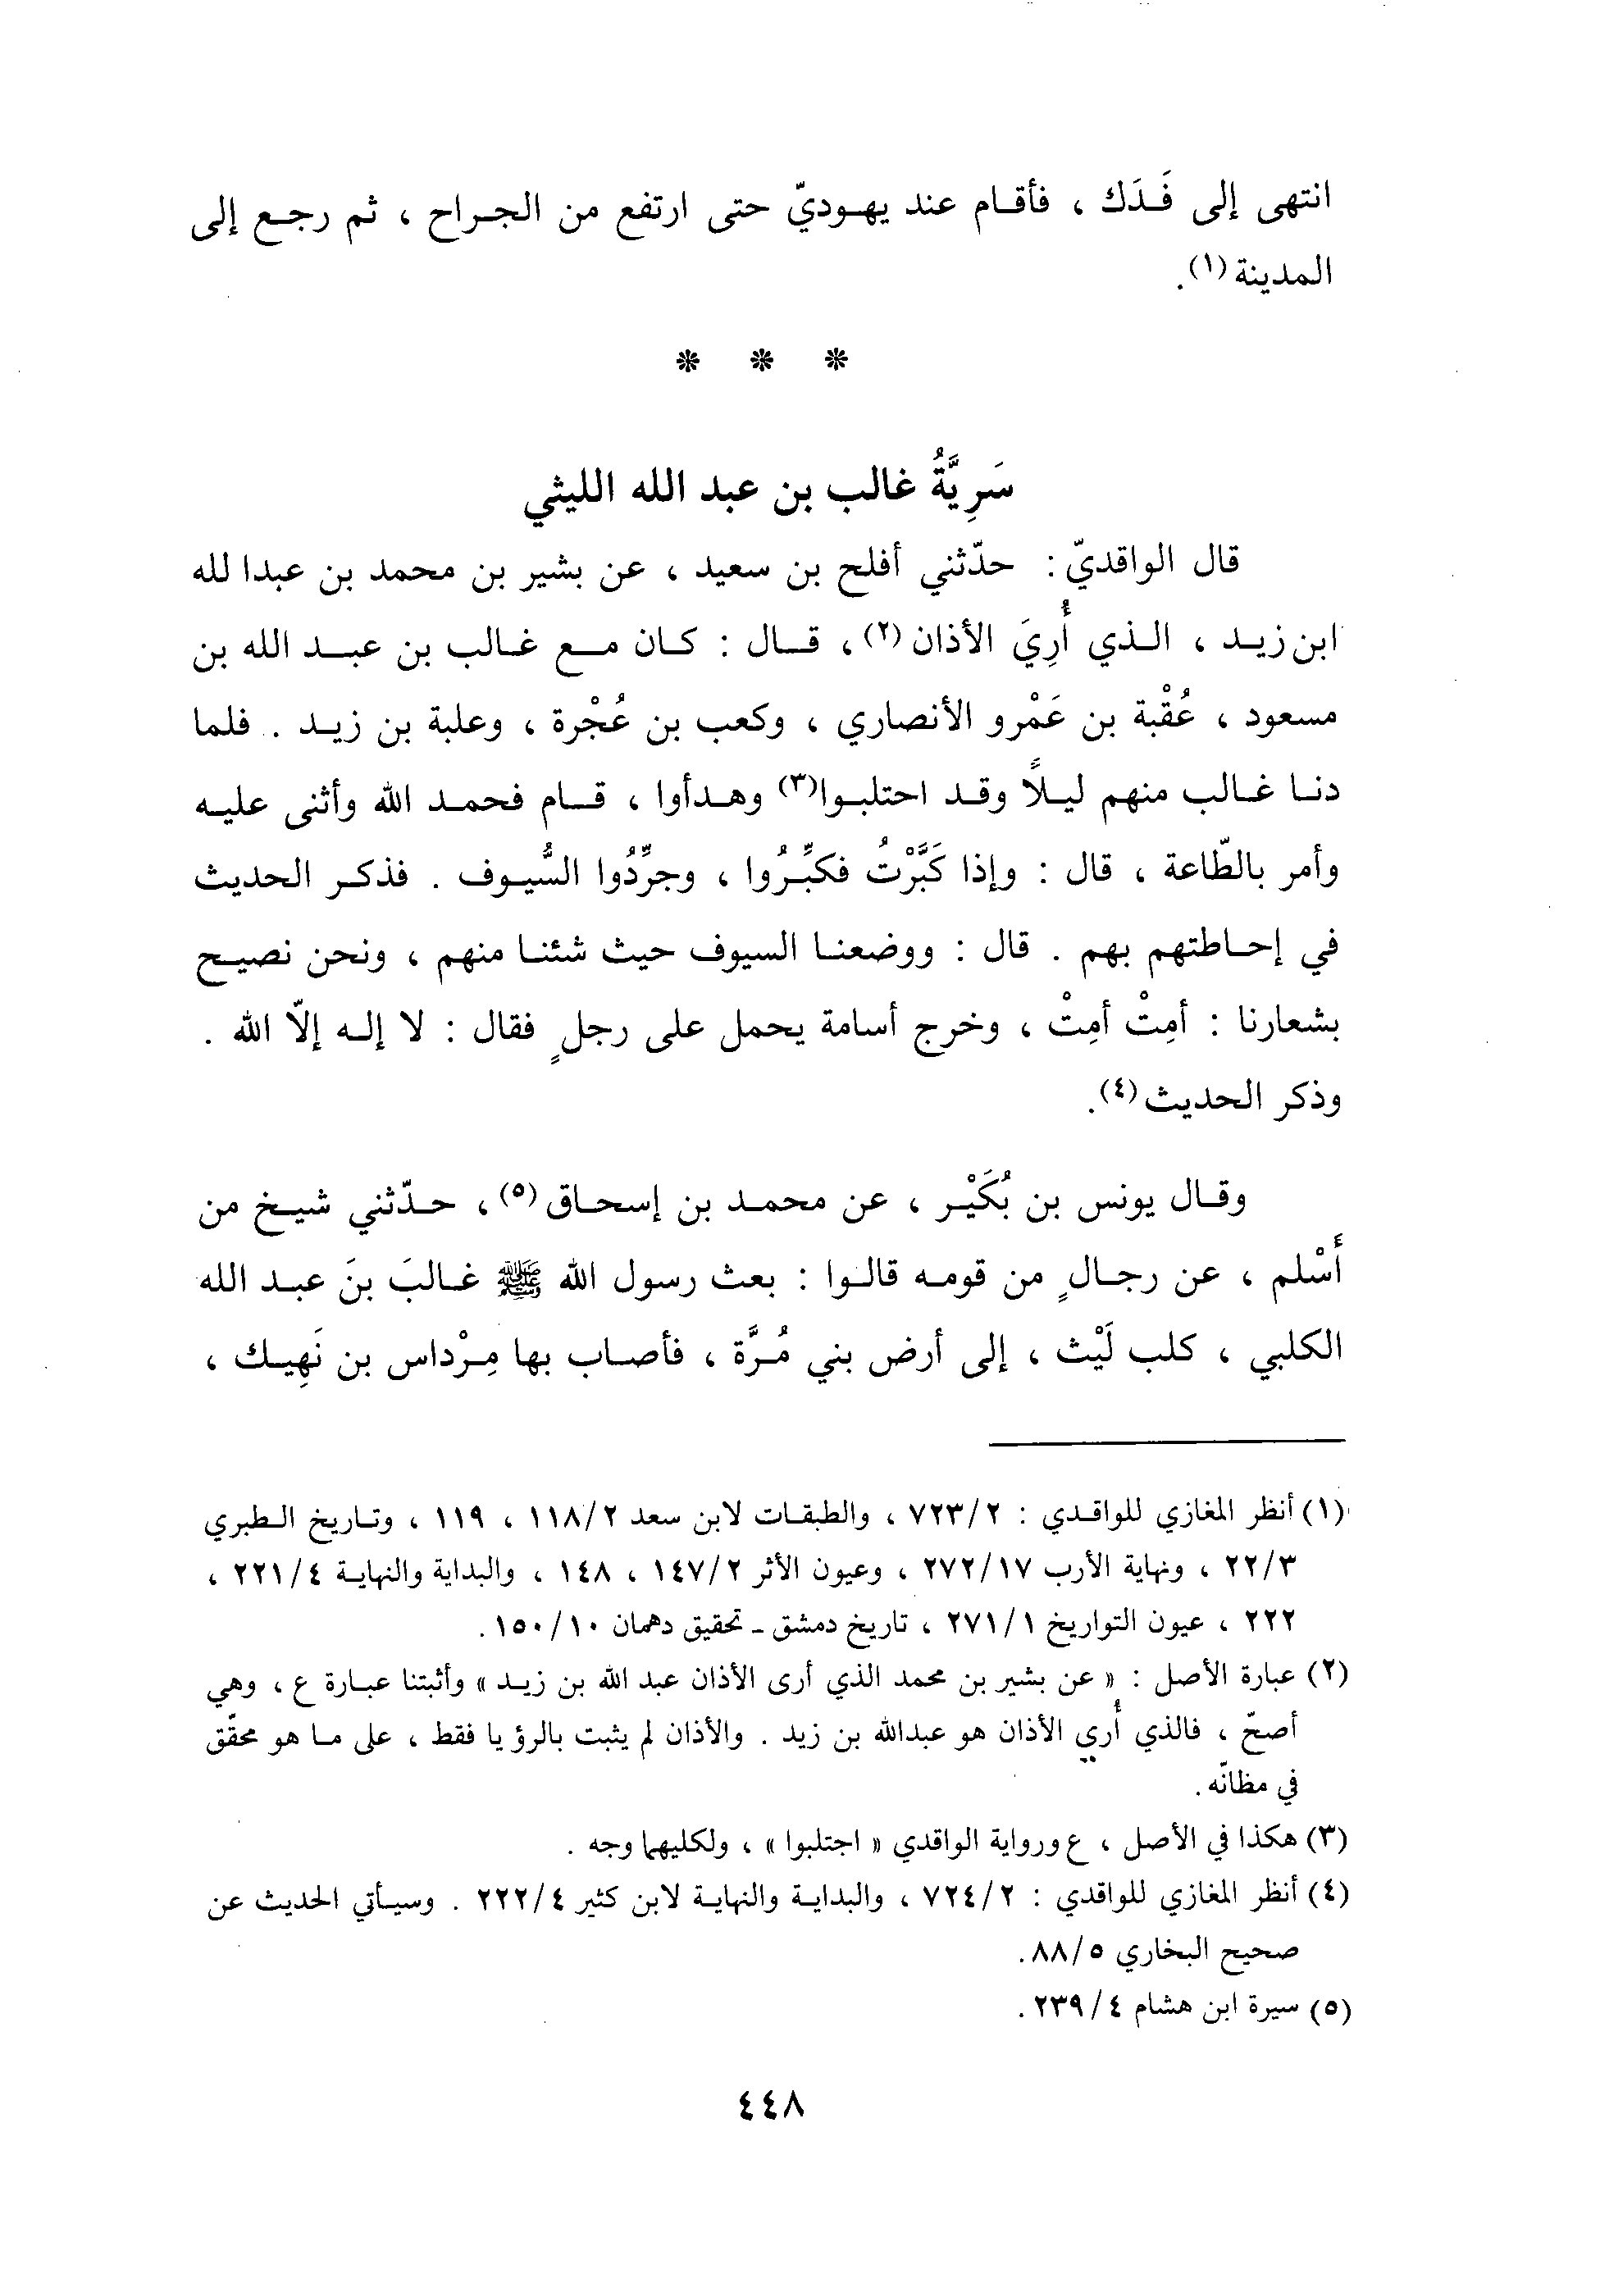 انتهى إلى فَدَك ، فأقام عند يهوديّ حتى ارتفع من الجراح ، ثم رجع إلى
المدينة (١).
* * *
سَرِيَّةُ غالب بن عبد الله الليثي
قال الواقديّ : حدّثني أفلح بن سعيد ، عن بشير بن محمد بن عبدا لله
ابن زيد ، الذي أُرِيَ الأذان (٢)، قال : كان مع غالب بن عبد الله بن
مسعود ، عُقْبة بن عَمْرو الأنصاري ، وكعب بن عُجْرة ، وعلبة بن زيد . فلما
دنا غالب منهم ليلًا وقد احتلبوا(٣) وهدأوا ، قام فحمد الله وأثنى عليه
وأمر بالطّاعة ، قال : وإذا كَبَّرْتُ فكبِّرُوا ، وجرِّدُوا السُّيوف . فذكر الحديث
في إحاطتهم بهم . قال : ووضعنا السيوف حيث شئنا منهم ، ونحن نصيح
بشعارنا : أمِتْ أمِتْ ، وخرج أسامة يحمل على رجلٍ فقال : لا إله إلّا الله .
وذكر الحديث (٤).
وقال يونس بن بُكَيْر ، عن محمد بن إسحاق (٥)، حدّثني شيخ من
أَسْلم ، عن رجالٍ من قومه قالوا : بعث رسول الله ﷺ غالبَ بنَ عبد الله
الكلبي ، كلب لَيْث ، إلى أرض بني مُرَّة ، فأصاب بها مِرْداس بن نَهِيك ،
(١) أنظر المغازي للواقدي : ٧٢٣/٢ ، والطبقات لابن سعد ١١٨/٢ ، ١١٩ ، وتاريخ الطبري
٢٢/٣ ، ونهاية الأرب ٢٧٢/١٧ ، وعيون الأثر ١٤٧/٢ ، ١٤٨ ، والبداية والنهاية ٢٢١/٤ ،
٢٢٢ ، عيون التواريخ ٢٧١/١ ، تاريخ دمشق ـ تحقيق دهمان ١٥٠/١٠ .
(٢) عبارة الأصل : « عن بشير بن محمد الذي أرى الأذان عبد الله بن زيد » وأثبتنا عبارة ع ، وهي
أصحّ ، فالذي أُري الأذان هو عبدالله بن زيد . والأذان لم يثبت بالرؤيا فقط ، على ما هو محقّق
في مظانّه .
(٣) هكذا في الأصل ، ع ورواية الواقدي « اجتلبوا » ، ولكليهما وجه .
(٤) أنظر المغازي للواقدي : ٧٢٤/٢ ، والبداية والنهاية لابن كثير ٢٢٢/٤ . وسيأتي الحديث عن
صحيح البخاري ٨٨/٥ .
(٥) سيرة ابن هشام ٢٣٩/٤ .
٤٤٨